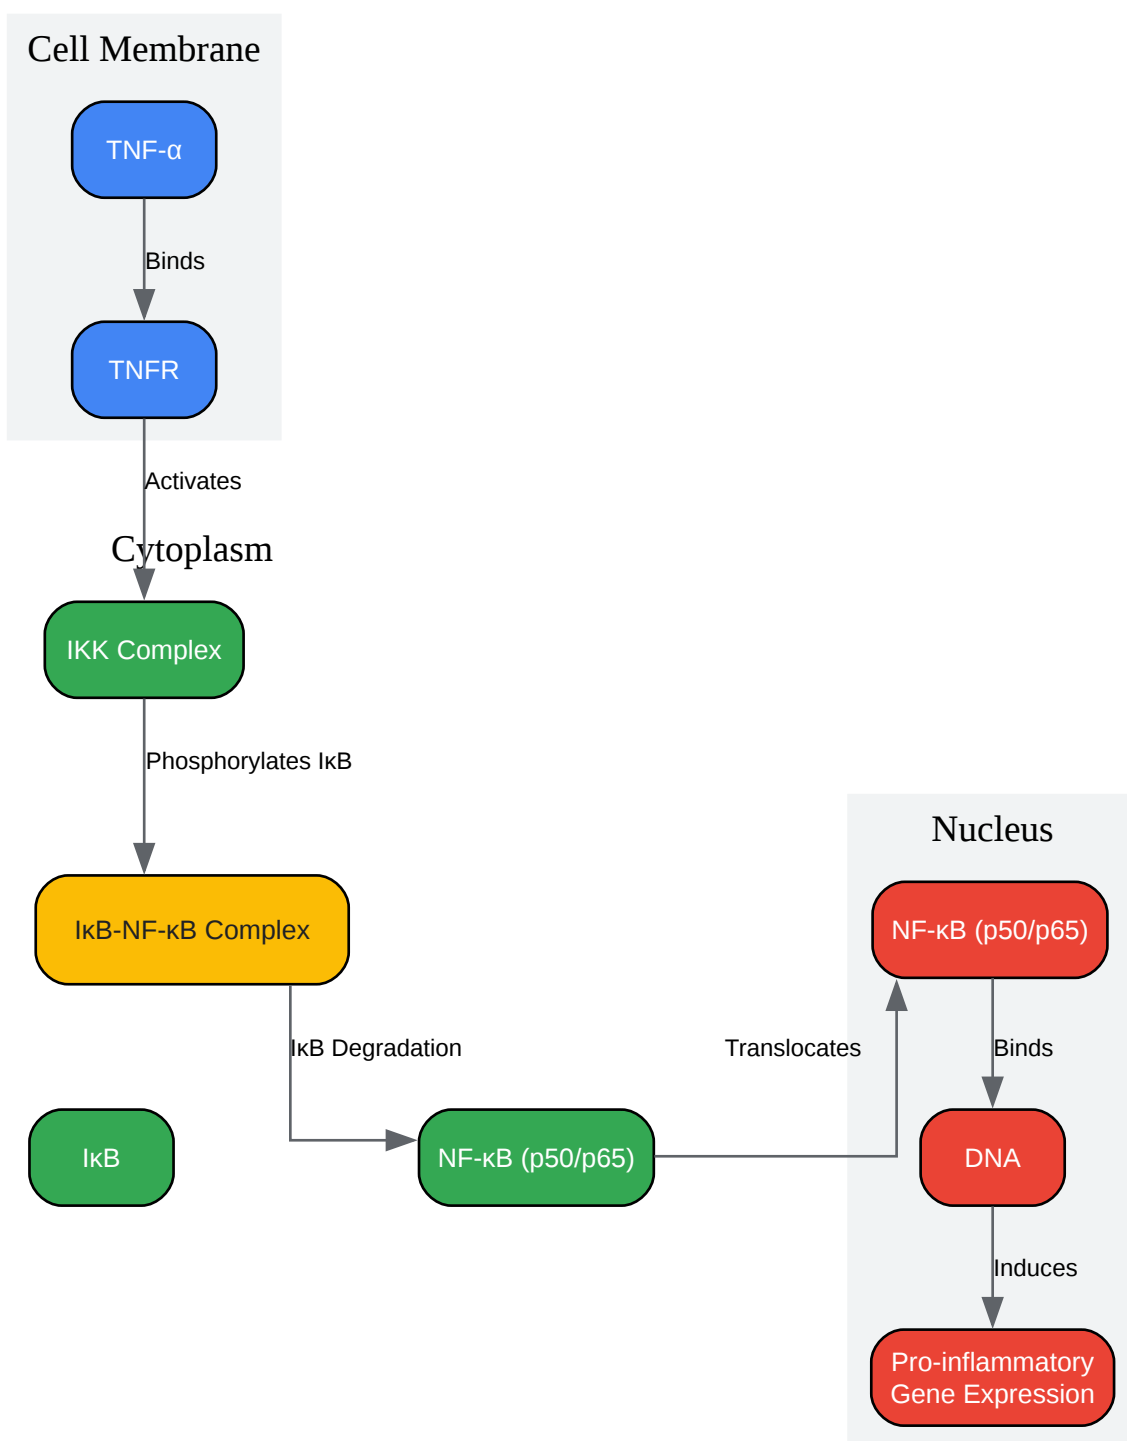 Cell Membrane
TNF-α
Binds
TNFR
Activates
Cytoplasm
IKK Complex
Phosphorylates IκB
IκB-NF-κB Complex
IκB Degradation
IκB
NF-κB (p50/p65)
Translocates
Nucleus
NF-κB (p50/p65)
Binds
DNA
Induces
Pro-inflammatory
Gene Expression